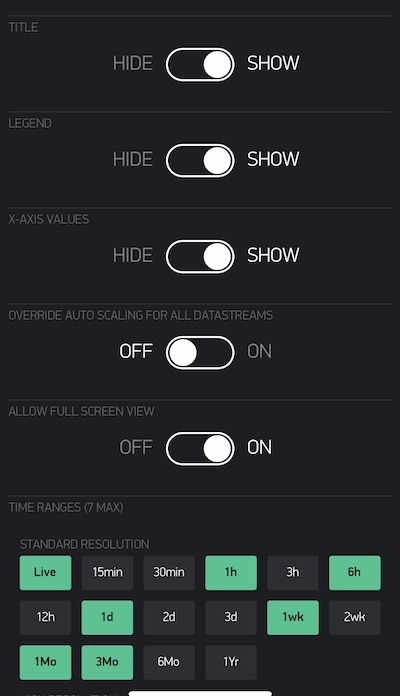 TITLE
HIDE SHOW
LEGEND
HIDE SHOW
X-AXIS VALUES
HIDE SHOW
OVERRIDE AUTO SCALING FOR ALL DATASTREAMS
OFF ON
ALLOW FULL SCREEN VIEW
OFF ON
TIME RANGES (7 MAX)
STANDARD RESOLUTION
Live 15min 30min 1h 3h 6h
12h 1d 2d 3d 1wk 2wk
1Mo 3Mo 6Mo 1Yr